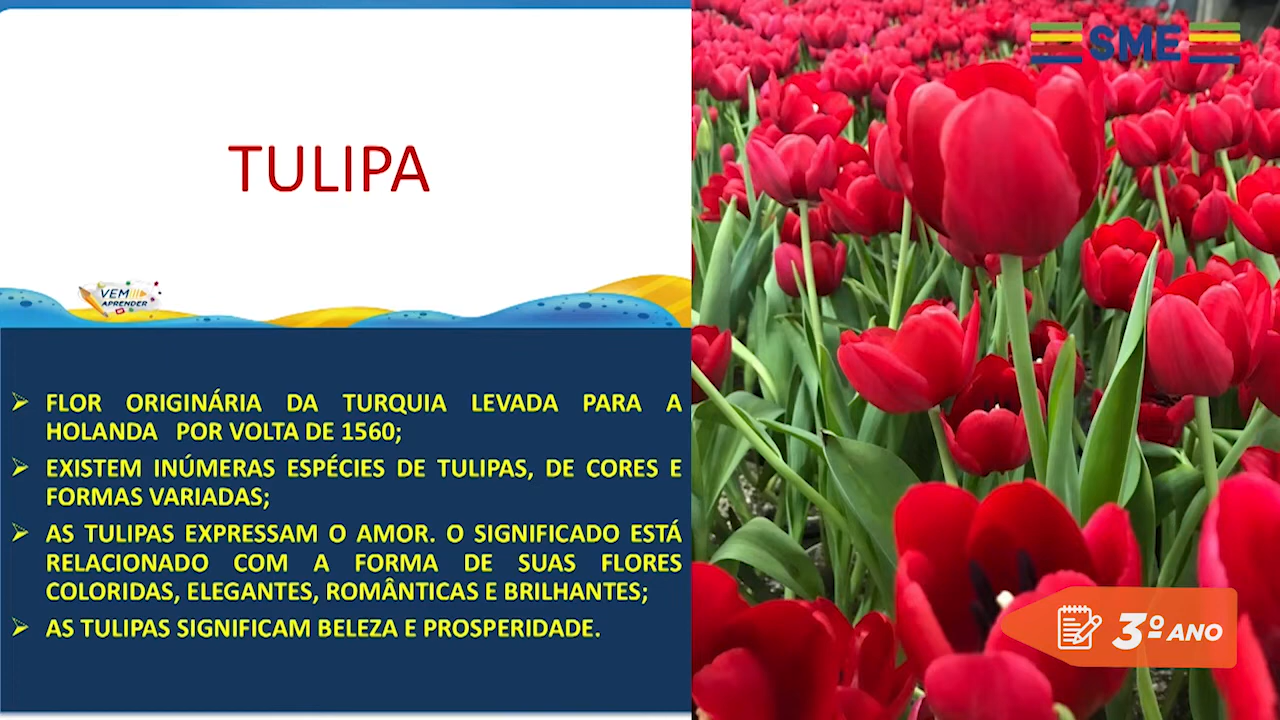 SME
TULIPA
VEM
APRENDER
FLOR ORIGINÁRIA DA TURQUIA LEVADA PARA A
HOLANDA POR VOLTA DE 1560;
EXISTEM INÚMERAS ESPÉCIES DE TULIPAS, DE CORES E
FORMAS VARIADAS;
AS TULIPAS EXPRESSAM O AMOR. O SIGNIFICADO ESTÁ
RELACIONADO COM A FORMA DE SUAS FLORES
COLORIDAS, ELEGANTES, ROMÂNTICAS E BRILHANTES;
AS TULIPAS SIGNIFICAM BELEZA E PROSPERIDADE.
3º ANO